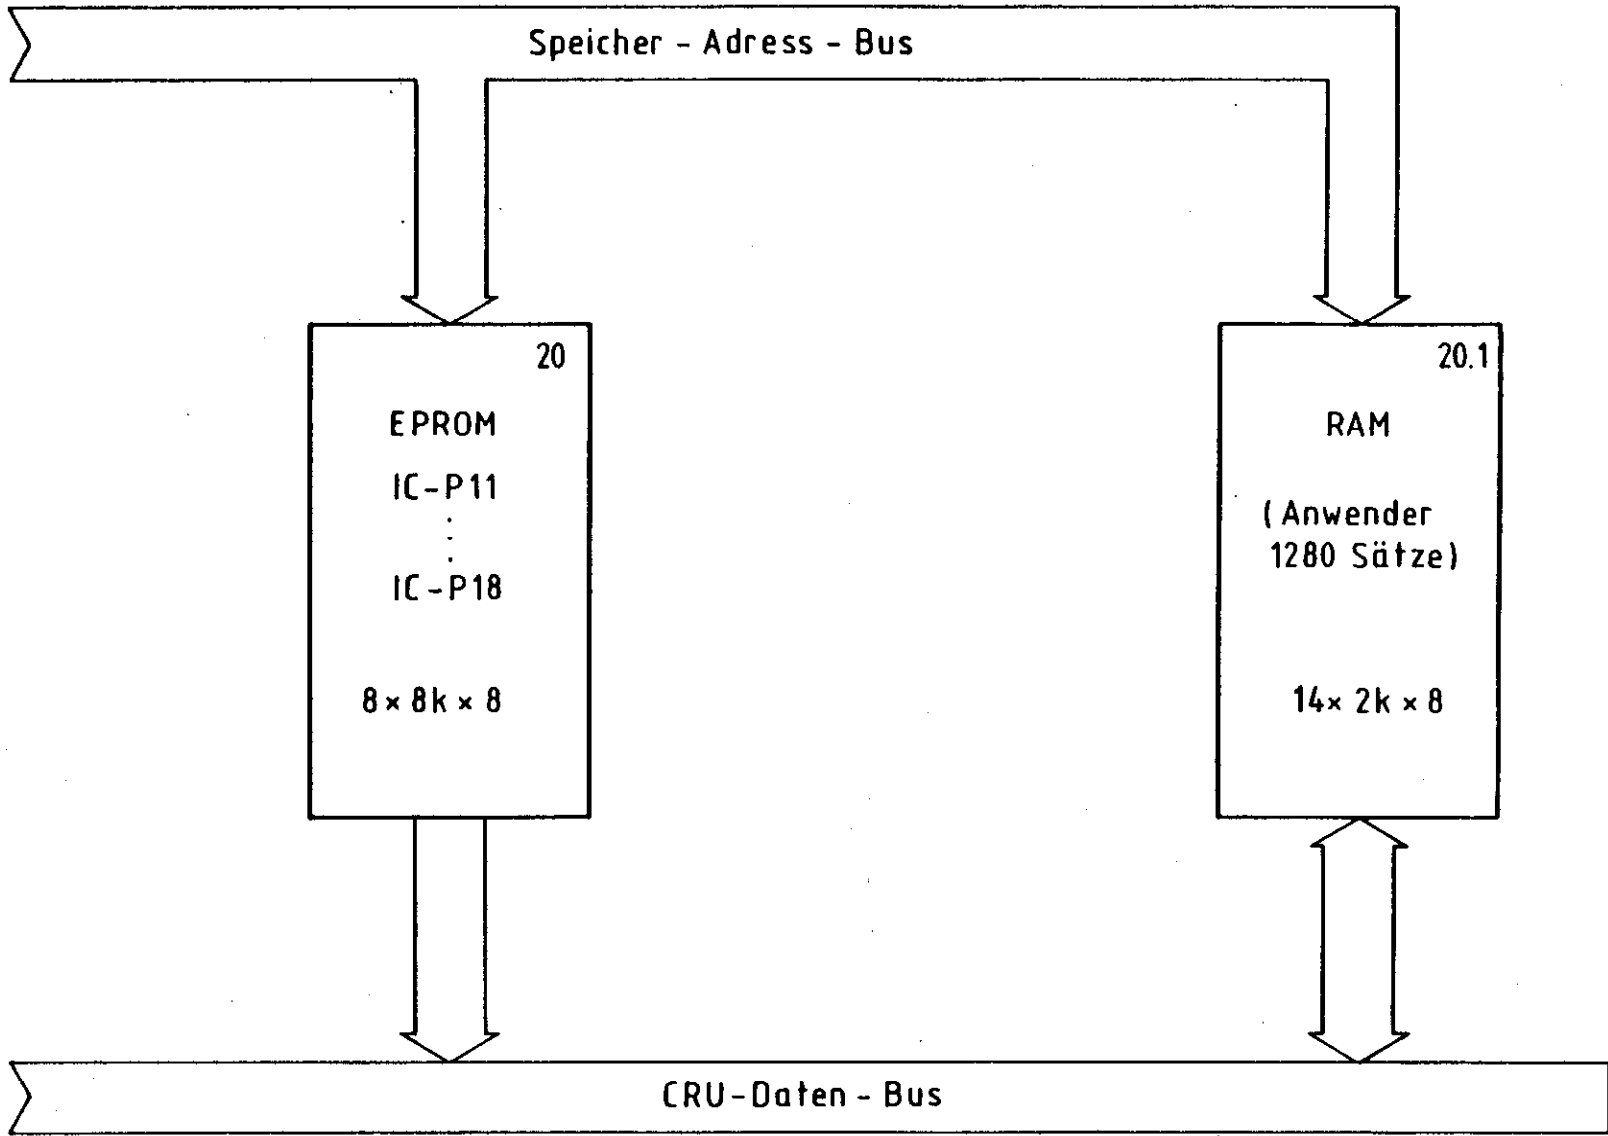 Speicher - Adress - Bus
20
EPROM
IC-P11
.
.
.
IC-P18
8 × 8k × 8
20.1
RAM
(Anwender
1280 Sätze)
14 × 2k × 8
CRU-Daten - Bus